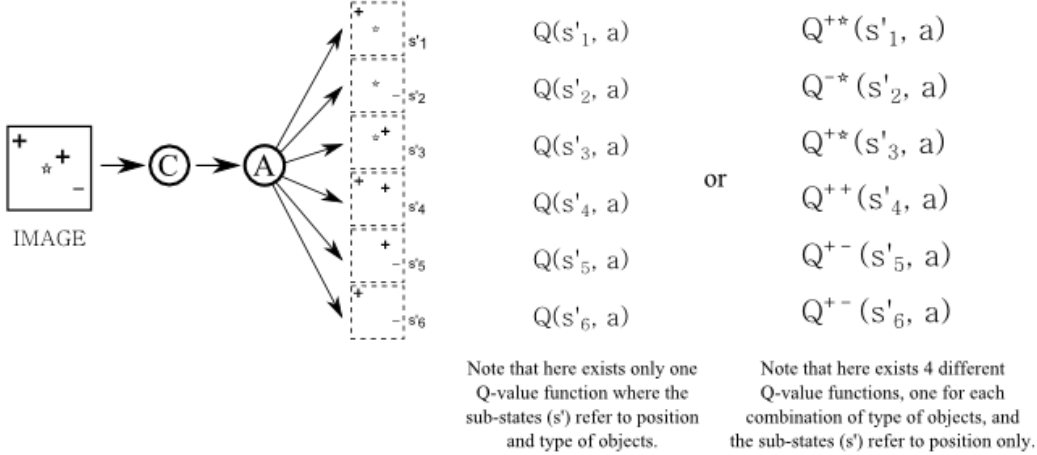 IMAGE
C
A
s'1
s'2
s'3
s'4
s'5
s'6
Q(s'1, a)
Q(s'2, a)
Q(s'3, a)
Q(s'4, a)
Q(s'5, a)
Q(s'6, a)
Note that here exists only one
Q-value function where the
sub-states (s') refer to position
and type of objects.
or
Q+☆(s'1, a)
Q-☆(s'2, a)
Q+☆(s'3, a)
Q++(s'4, a)
Q+-(s'5, a)
Q+-(s'6, a)
Note that here exists 4 different
Q-value functions, one for each
combination of type of objects, and
the sub-states (s') refer to position only.